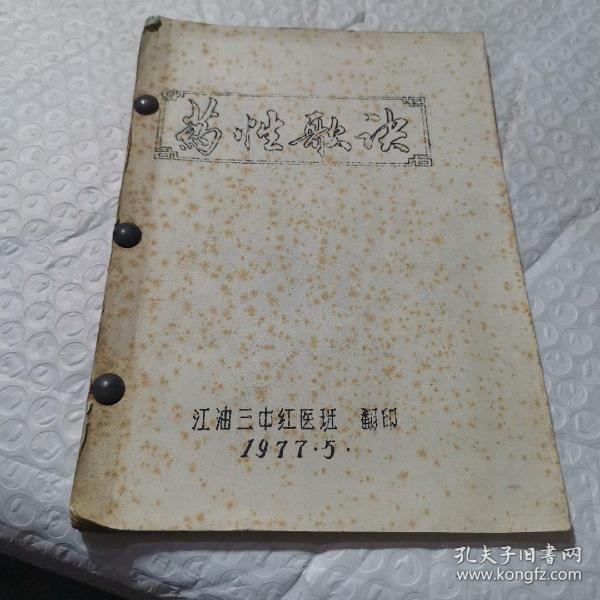 药性歌诀
江油三中红医班 翻印
1977.5.
孔夫子旧书网
www.kongfz.com